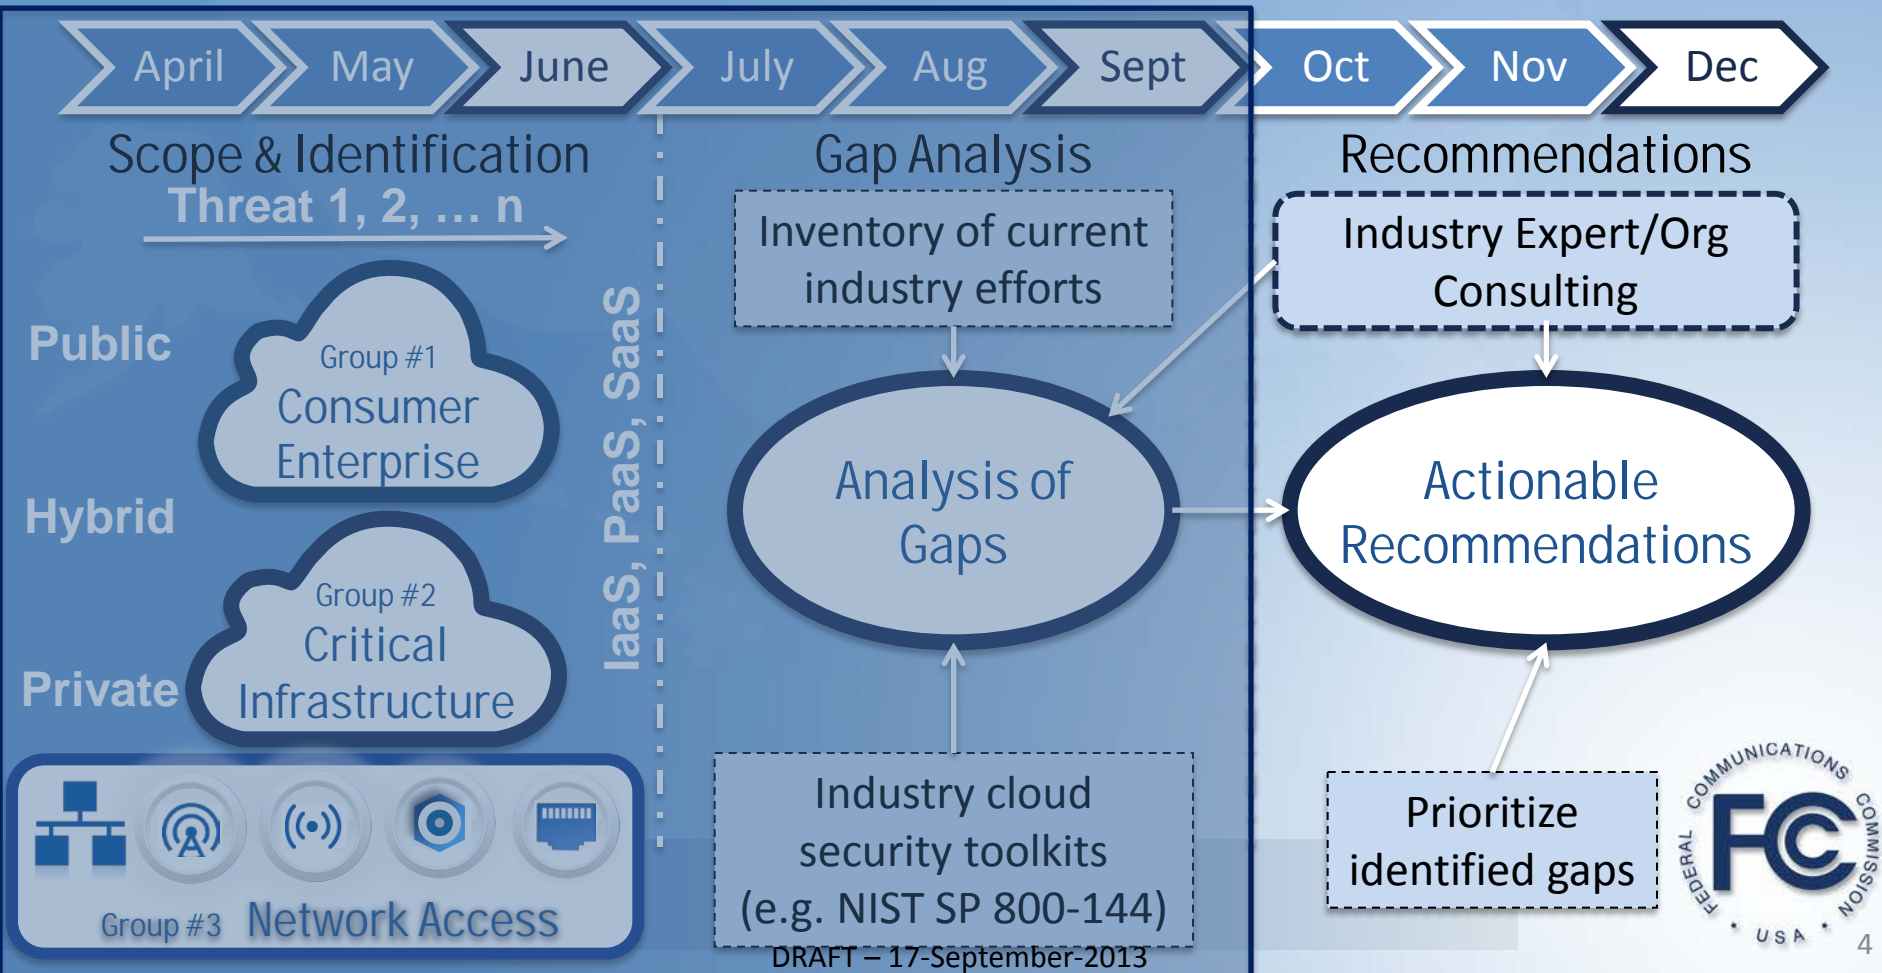 April
May
June
July
Aug
Sept
Oct
Nov
Dec
Scope & Identification
Threat 1, 2, … n
Public
Hybrid
Private
Group #1
Consumer
Enterprise
Group #2
Critical
Infrastructure
Group #3 Network Access
IaaS, PaaS, SaaS
Gap Analysis
Inventory of current
industry efforts
Analysis of
Gaps
Industry cloud
security toolkits
(e.g. NIST SP 800-144)
Recommendations
Industry Expert/Org
Consulting
Actionable
Recommendations
Prioritize
identified gaps
FEDERAL COMMUNICATIONS COMMISSION
FCC
• USA •
DRAFT – 17-September-2013
4